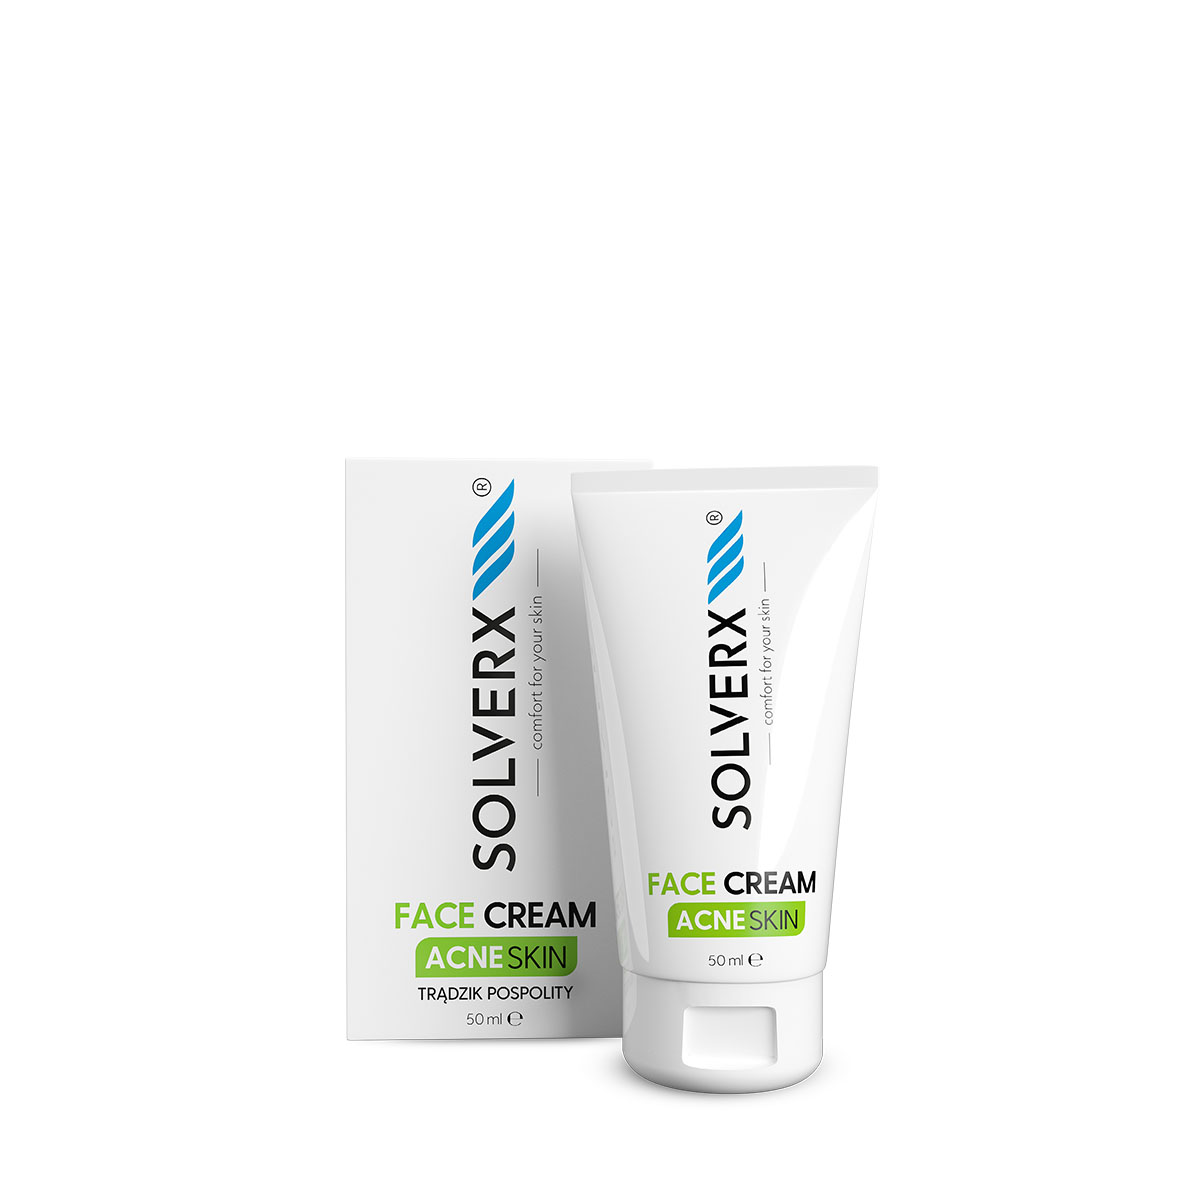 SOLVERX®
comfort for your skin
FACE CREAM
ACNE SKIN
TRĄDZIK POSPOLITY
50 ml ℮
SOLVERX®
comfort for your skin
FACE CREAM
ACNE SKIN
50 ml ℮